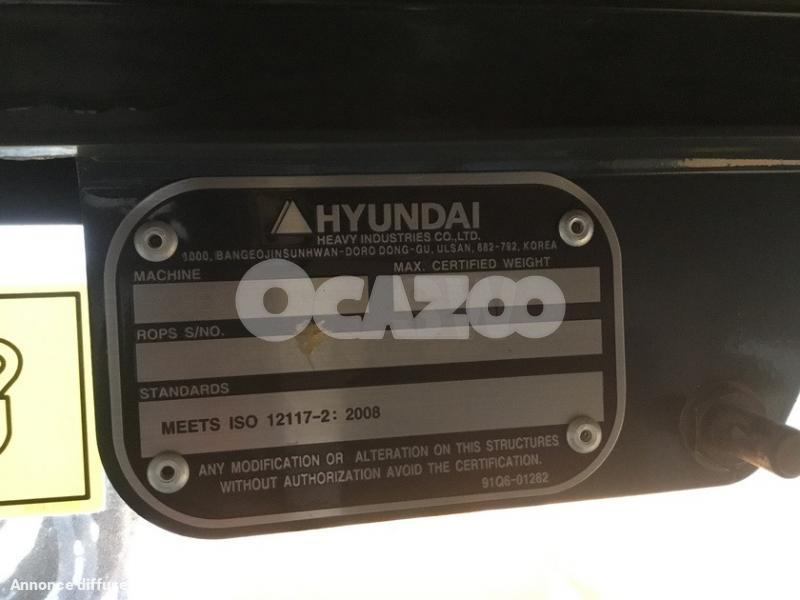 HYUNDAI
HEAVY INDUSTRIES CO.,LTD.
1000, BANGEOJINSUNHWAN-DORO DONG-GU, ULSAN, 682-792, KOREA
MACHINE MAX. CERTIFIED WEIGHT
OCAZOO
ROPS S/NO.
STANDARDS
MEETS ISO 12117-2: 2008
ANY MODIFICATION OR ALTERATION ON THIS STRUCTURES
WITHOUT AUTHORIZATION AVOID THE CERTIFICATION.
91Q6-01282
Annonce diffusé